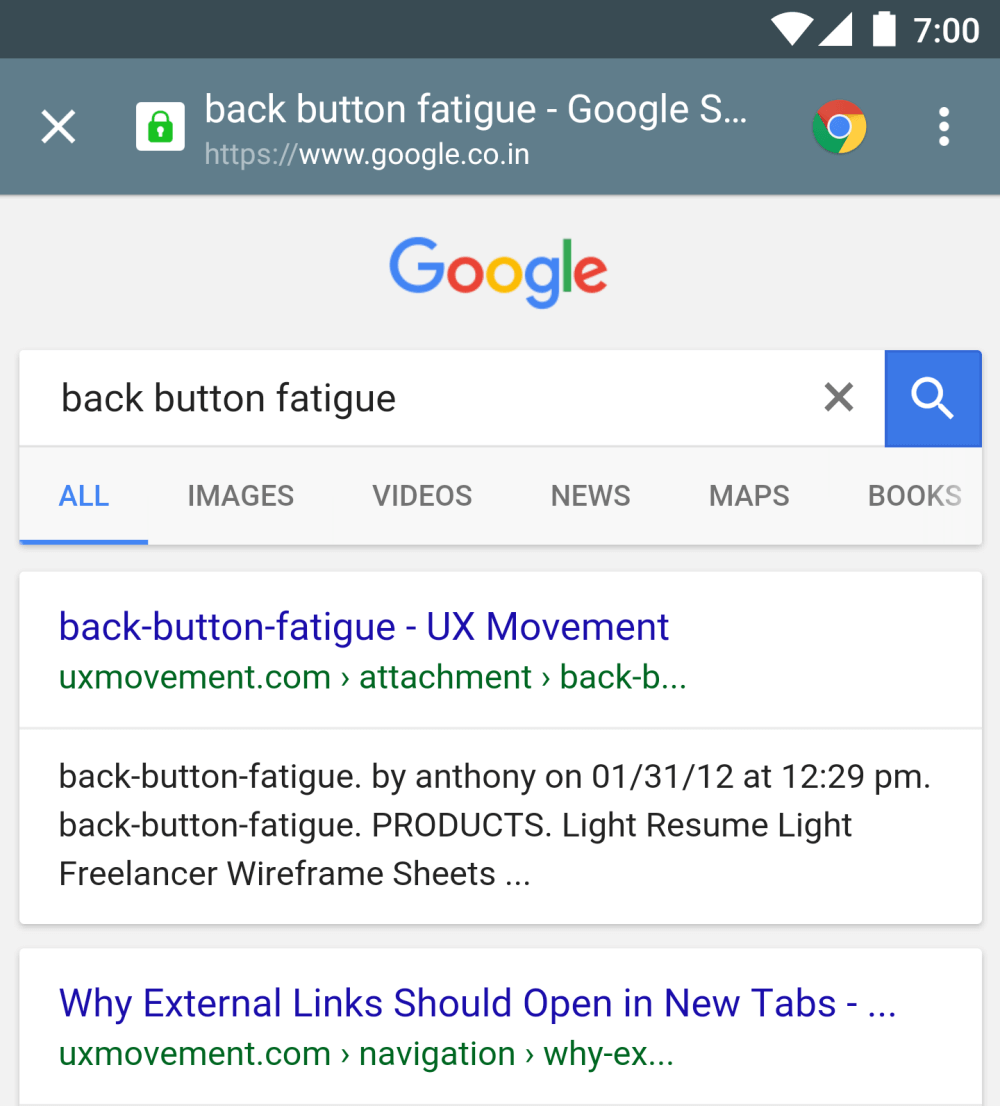 7:00
back button fatigue - Google S...
https://www.google.co.in
Google
back button fatigue
ALL IMAGES VIDEOS NEWS MAPS BOOKS
back-button-fatigue - UX Movement
uxmovement.com › attachment › back-b...
back-button-fatigue. by anthony on 01/31/12 at 12:29 pm.
back-button-fatigue. PRODUCTS. Light Resume Light
Freelancer Wireframe Sheets ...
Why External Links Should Open in New Tabs - ...
uxmovement.com › navigation › why-ex...